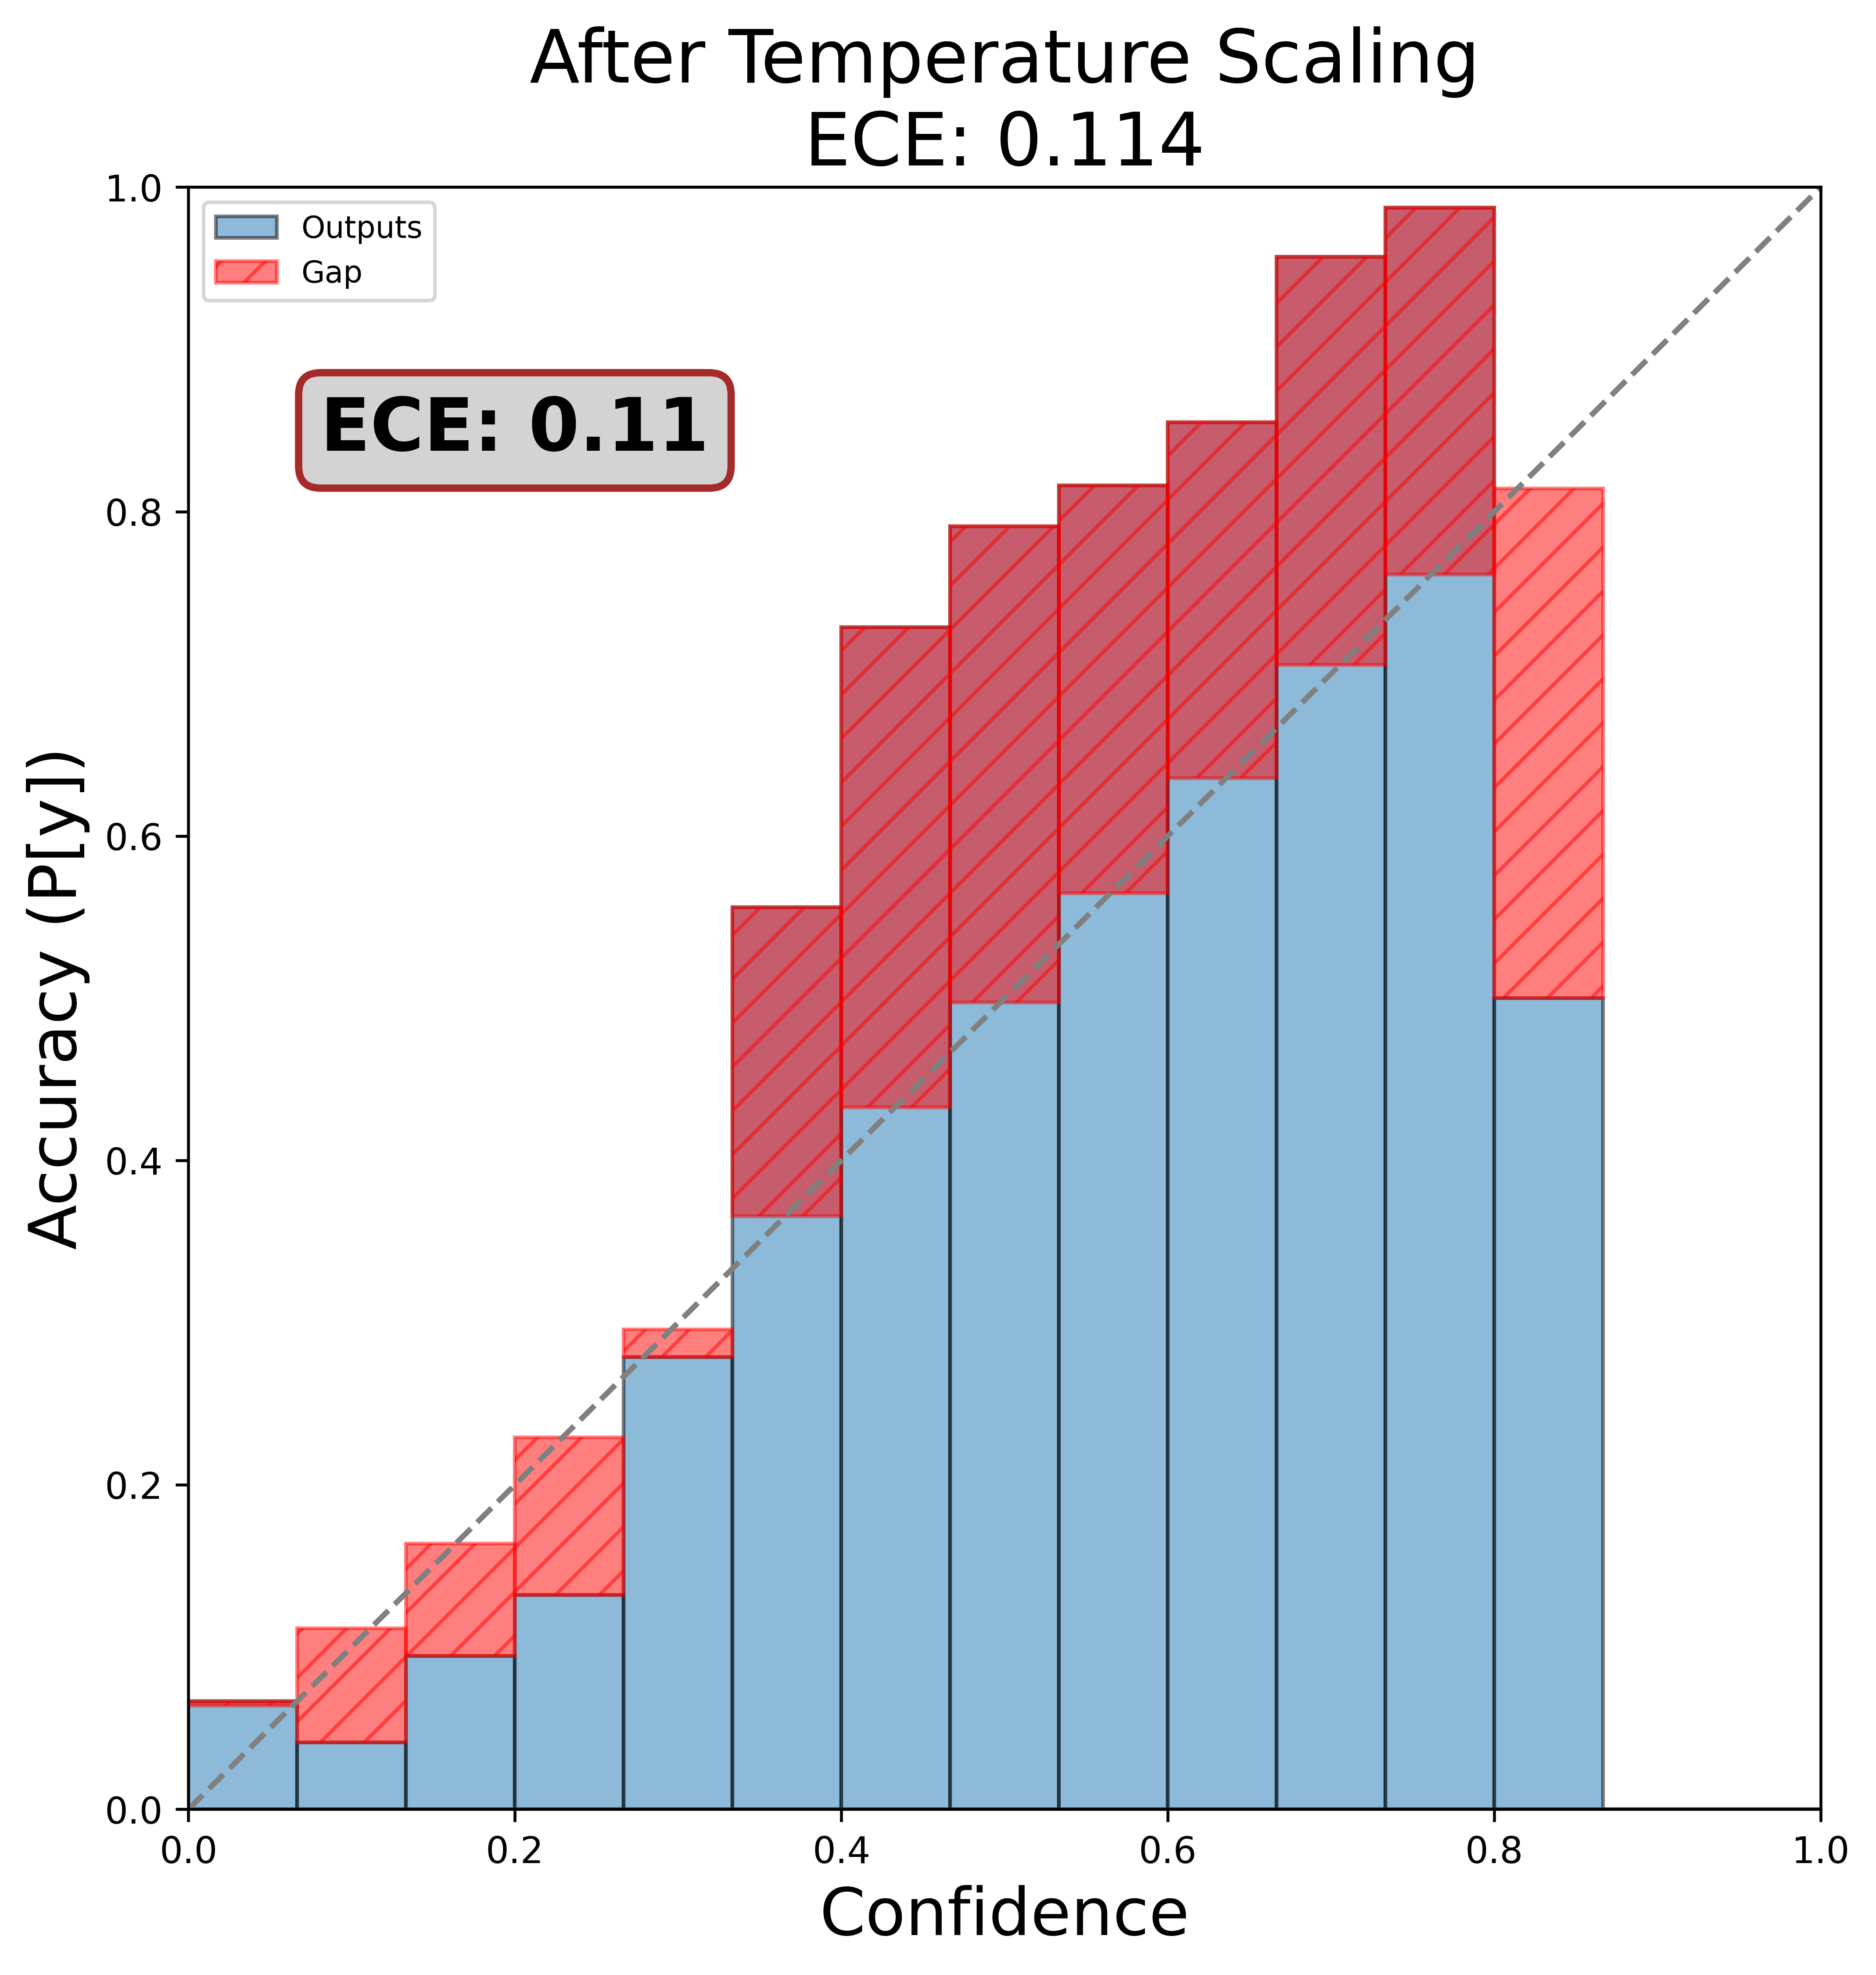 After Temperature Scaling
ECE: 0.114
1.0
0.8
0.6
0.4
0.2
0.0
Accuracy (P[y])
Outputs
Gap
ECE: 0.11
0.0
0.2
0.4
0.6
0.8
1.0
Confidence